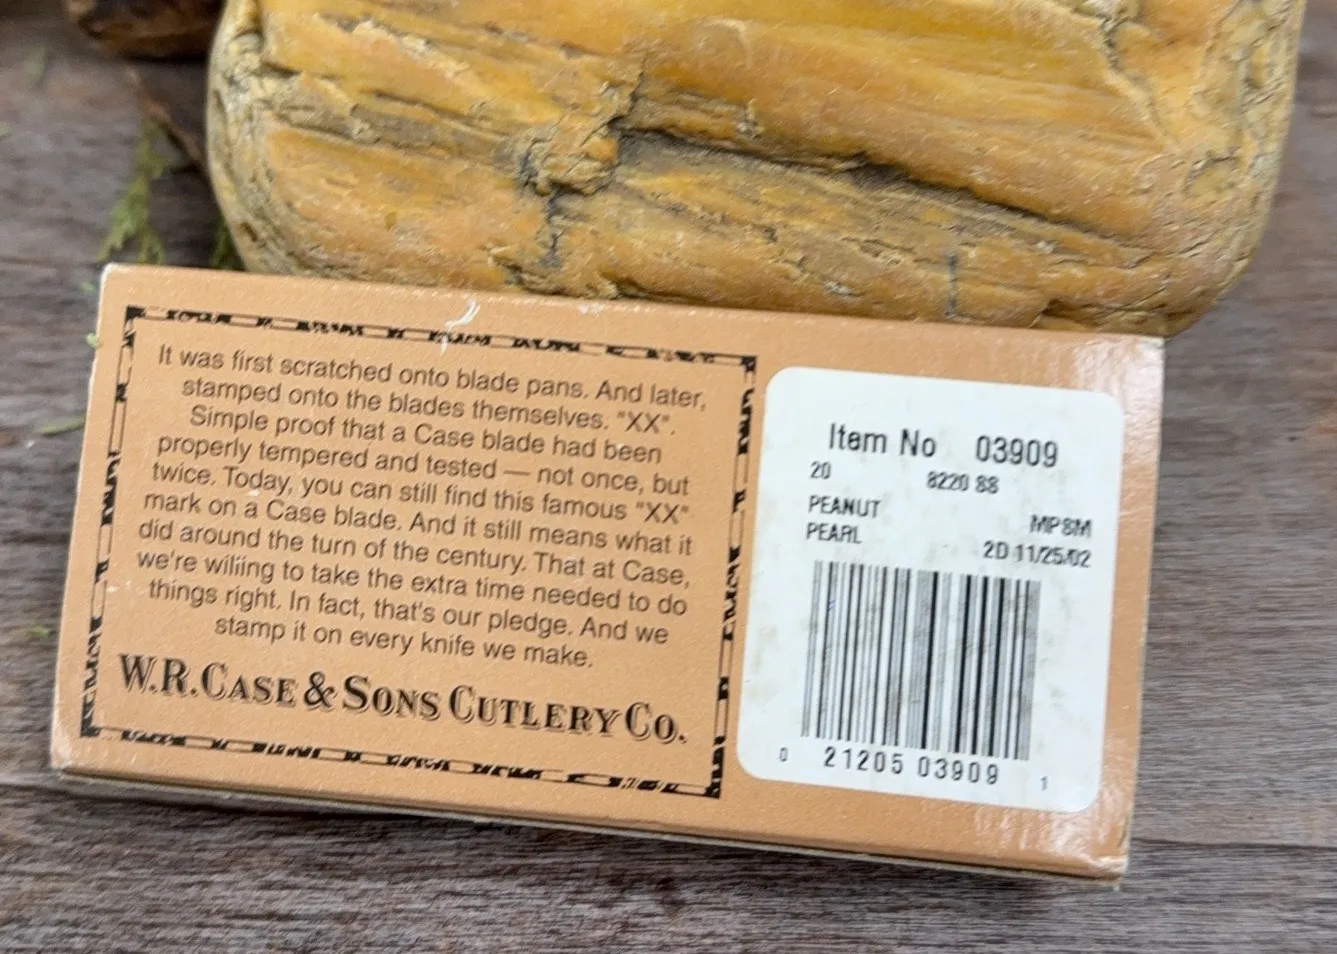 It was first scratched onto blade pans. And later,
stamped onto the blades themselves. "XX".
Simple proof that a Case blade had been
properly tempered and tested — not once, but
twice. Today, you can still find this famous "XX"
mark on a Case blade. And it still means what it
did around the turn of the century. That at Case,
we're wiliing to take the extra time needed to do
things right. In fact, that's our pledge. And we
stamp it on every knife we make.
W.R. CASE & SONS CUTLERY CO.
Item No 03909
20 8220 SS
PEANUT MPSM
PEARL 2D 11/25/02
0 21205 03909 1